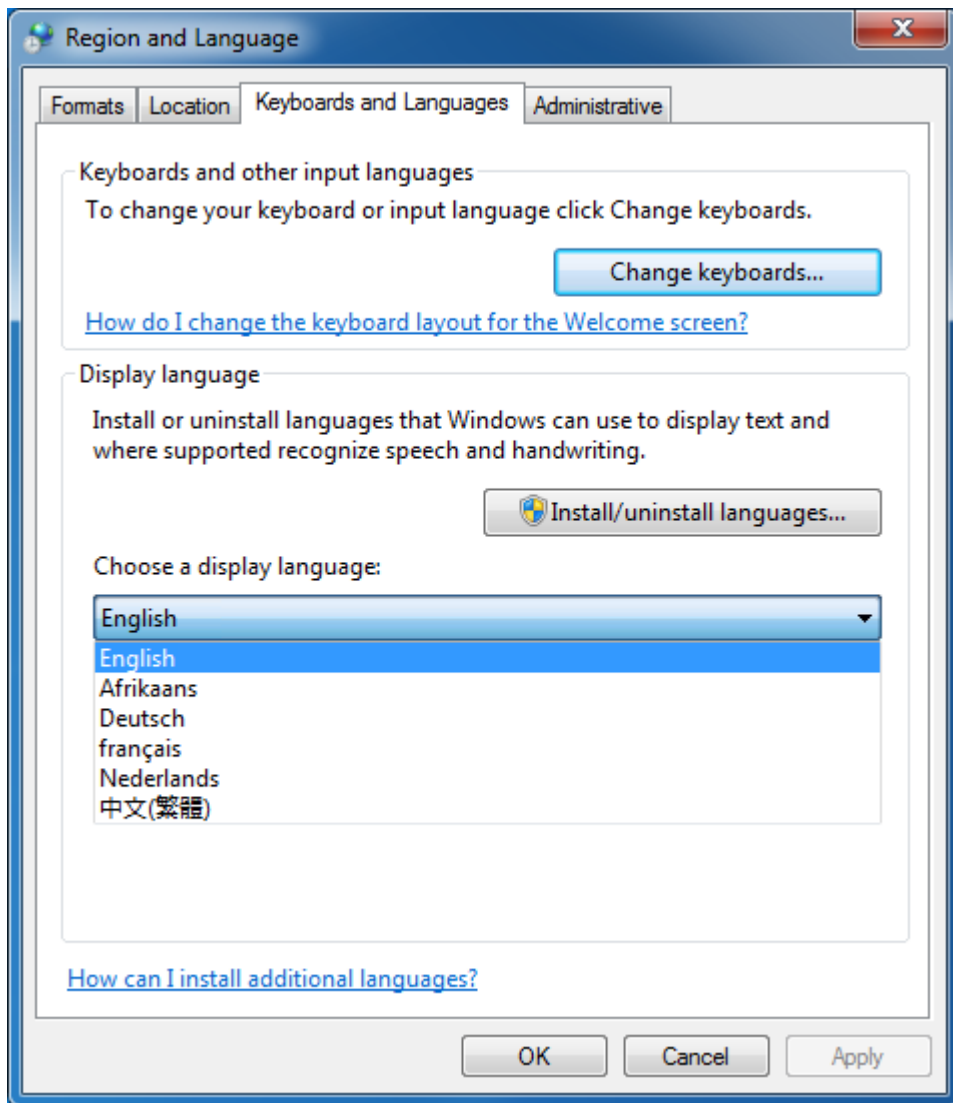 Region and Language
Formats Location Keyboards and Languages Administrative
Keyboards and other input languages
To change your keyboard or input language click Change keyboards.
Change keyboards...
How do I change the keyboard layout for the Welcome screen?
Display language
Install or uninstall languages that Windows can use to display text and
where supported recognize speech and handwriting.
Install/uninstall languages...
Choose a display language:
English
English
Afrikaans
Deutsch
français
Nederlands
中文(繁體)
How can I install additional languages?
OK Cancel Apply